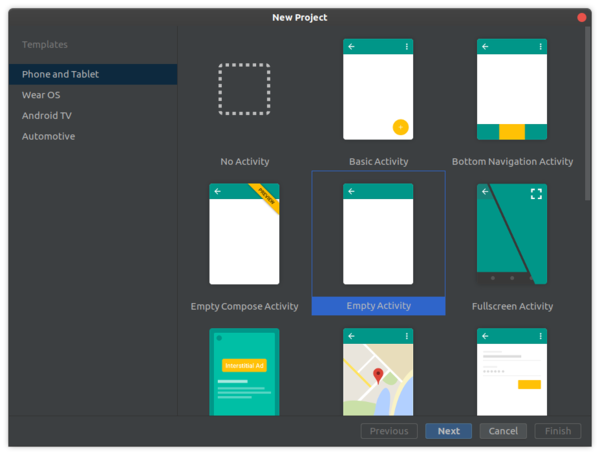 New Project
Templates
Phone and Tablet
Wear OS
Android TV
Automotive
No Activity
Basic Activity
Bottom Navigation Activity
PREVIEW
Empty Compose Activity
Empty Activity
Fullscreen Activity
Interstitial Ad
Previous
Next
Cancel
Finish